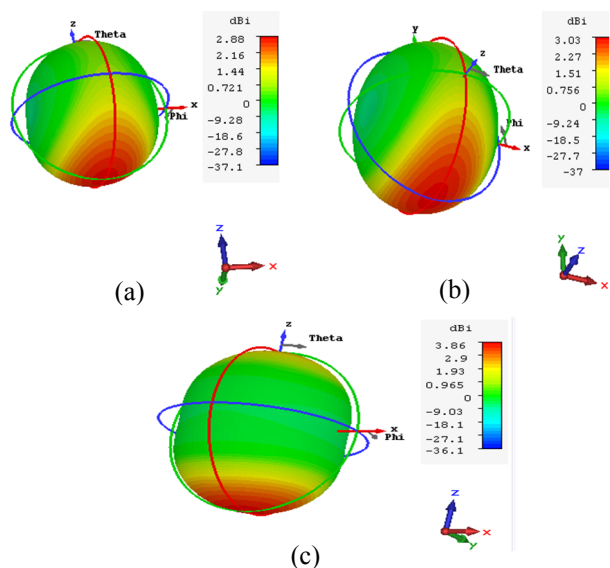 z
Theta
x
Phi
dBi
2.88
2.16
1.44
0.721
0
-9.28
-18.6
-27.8
-37.1
z
x
y
(a)
y
z
Theta
Phi
x
dBi
3.03
2.27
1.51
0.756
0
-9.24
-18.5
-27.7
-37
y
z
x
(b)
z
Theta
x
Phi
dBi
3.86
2.9
1.93
0.965
0
-9.03
-18.1
-27.1
-36.1
z
x
y
(c)